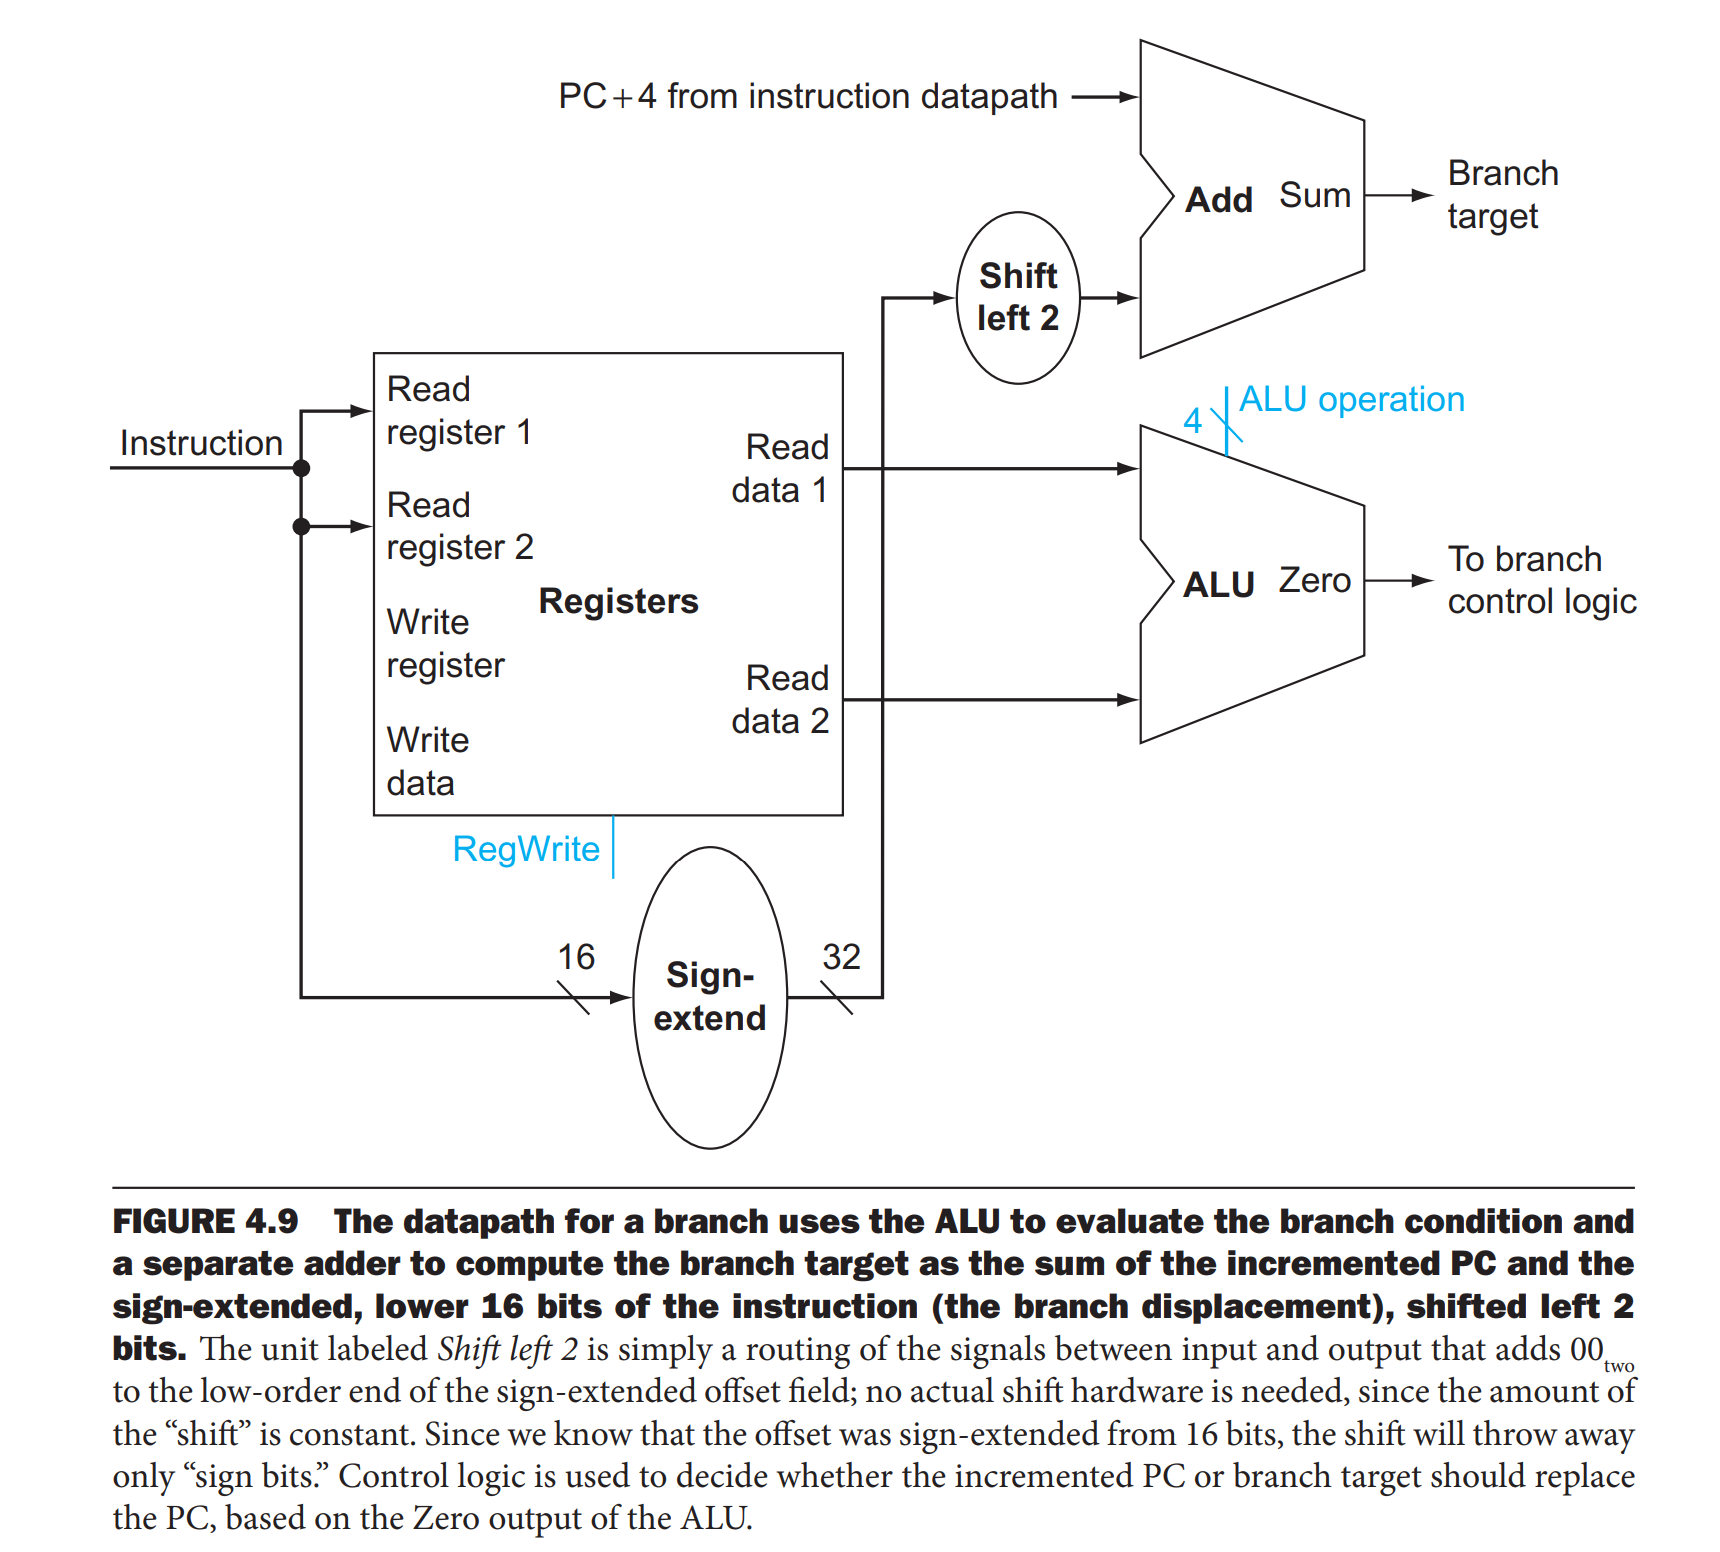 PC+4 from instruction datapath
Branch
target
Add Sum
Shift
left 2
ALU operation
4
Instruction
Read
register 1
Read
data 1
Read
register 2
Registers
ALU Zero
To branch
control logic
Write
register
Read
data 2
Write
data
RegWrite
16
32
Sign-
extend
FIGURE 4.9 The datapath for a branch uses the ALU to evaluate the branch condition and
a separate adder to compute the branch target as the sum of the incremented PC and the
sign-extended, lower 16 bits of the instruction (the branch displacement), shifted left 2
bits. The unit labeled Shift left 2 is simply a routing of the signals between input and output that adds 00two
to the low-order end of the sign-extended offset field; no actual shift hardware is needed, since the amount of
the “shift” is constant. Since we know that the offset was sign-extended from 16 bits, the shift will throw away
only “sign bits.” Control logic is used to decide whether the incremented PC or branch target should replace
the PC, based on the Zero output of the ALU.